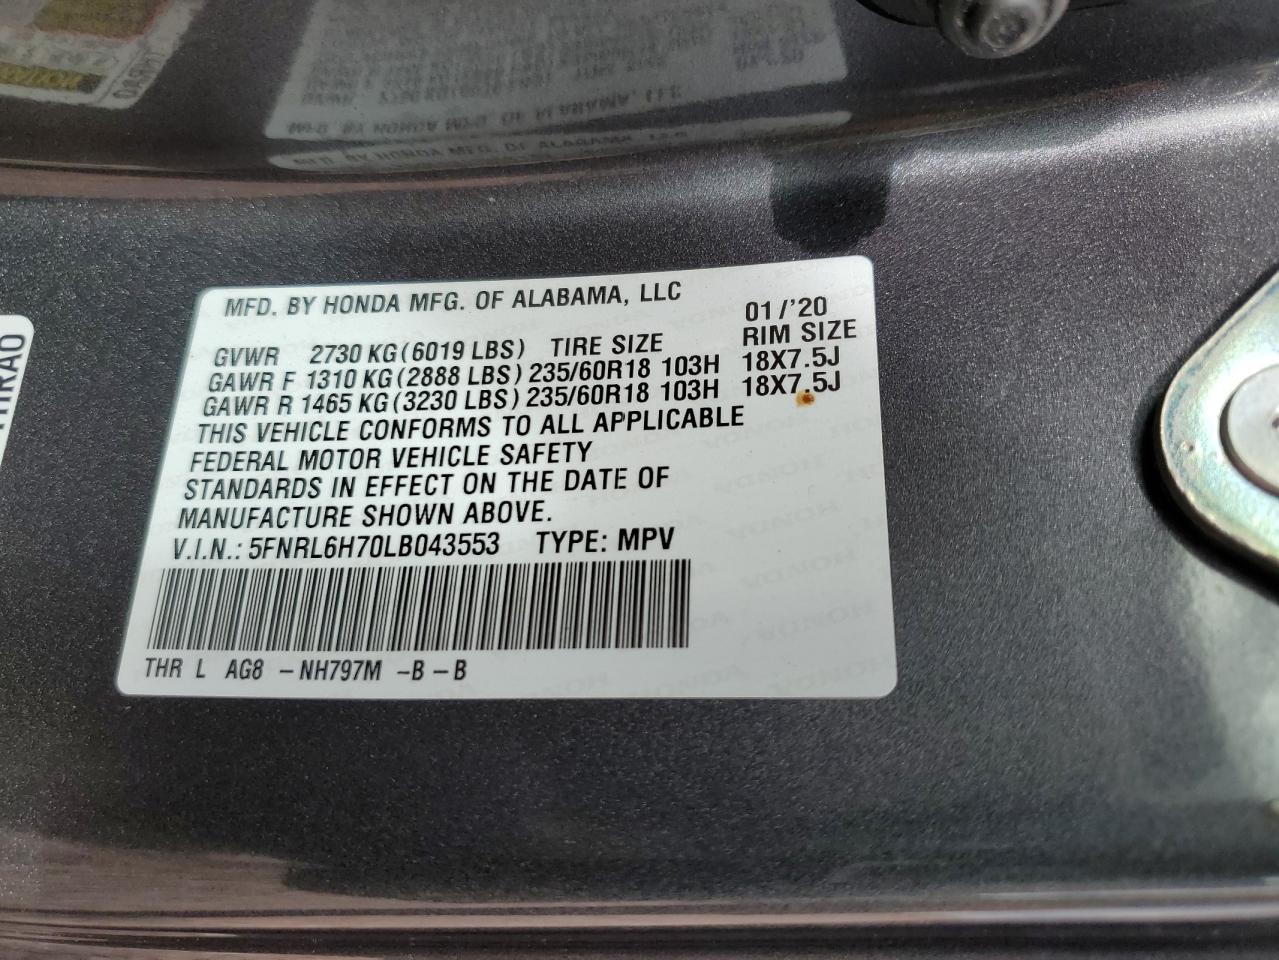 MFD. BY HONDA MFG. OF ALABAMA, LLC
01/'20
GVWR 2730 KG(6019 LBS) TIRE SIZE RIM SIZE
GAWR F 1310 KG(2888 LBS) 235/60R18 103H 18X7.5J
GAWR R 1465 KG(3230 LBS) 235/60R18 103H 18X7.5J
THIS VEHICLE CONFORMS TO ALL APPLICABLE
FEDERAL MOTOR VEHICLE SAFETY
STANDARDS IN EFFECT ON THE DATE OF
MANUFACTURE SHOWN ABOVE.
V.I.N.: 5FNRL6H70LB043553 TYPE: MPV
THR L AG8 -NH797M -B-B
THRA0